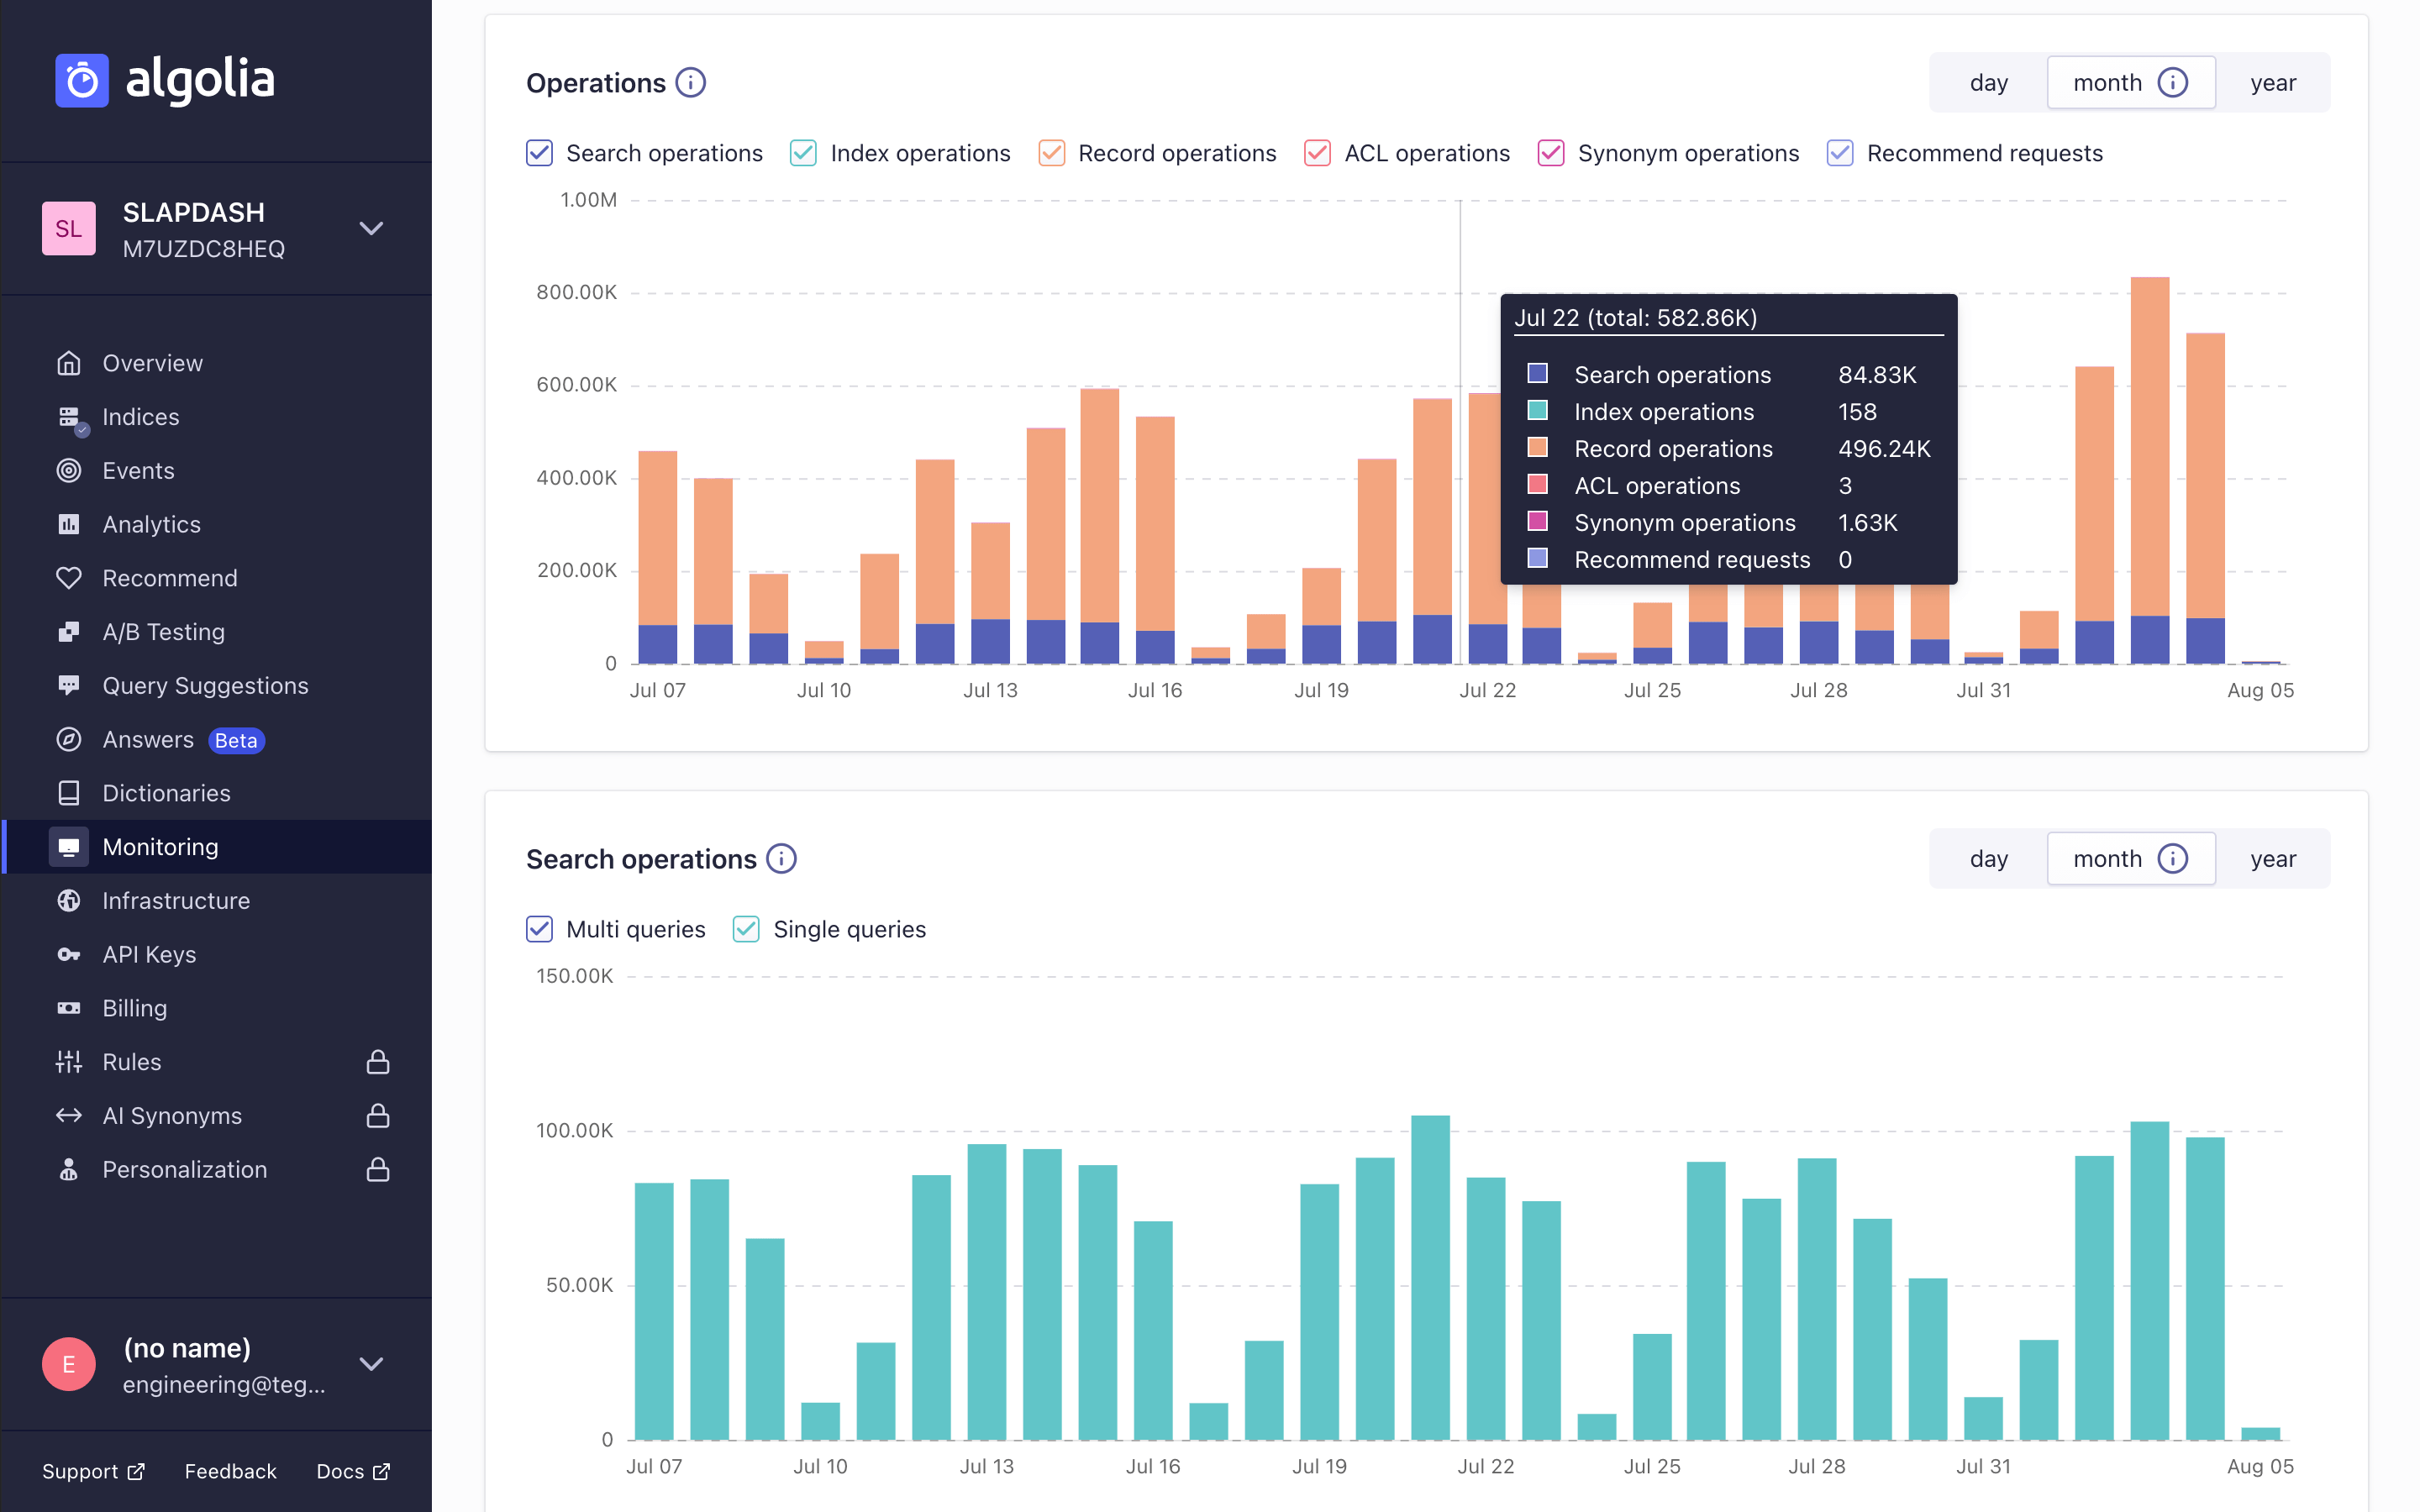 algolia
SL
SLAPDASH
M7UZDC8HEQ
Overview
Indices
Events
Analytics
Recommend
A/B Testing
Query Suggestions
Answers Beta
Dictionaries
Monitoring
Infrastructure
API Keys
Billing
Rules
AI Synonyms
Personalization
E
(no name)
engineering@teg...
Support Feedback Docs
Operations
day month year
Search operations Index operations Record operations ACL operations Synonym operations Recommend requests
1.00M
800.00K
600.00K
400.00K
200.00K
0
Jul 22 (total: 582.86K)
Search operations 84.83K
Index operations 158
Record operations 496.24K
ACL operations 3
Synonym operations 1.63K
Recommend requests 0
Jul 07 Jul 10 Jul 13 Jul 16 Jul 19 Jul 22 Jul 25 Jul 28 Jul 31 Aug 05
Search operations
day month year
Multi queries Single queries
150.00K
100.00K
50.00K
0
Jul 07 Jul 10 Jul 13 Jul 16 Jul 19 Jul 22 Jul 25 Jul 28 Jul 31 Aug 05